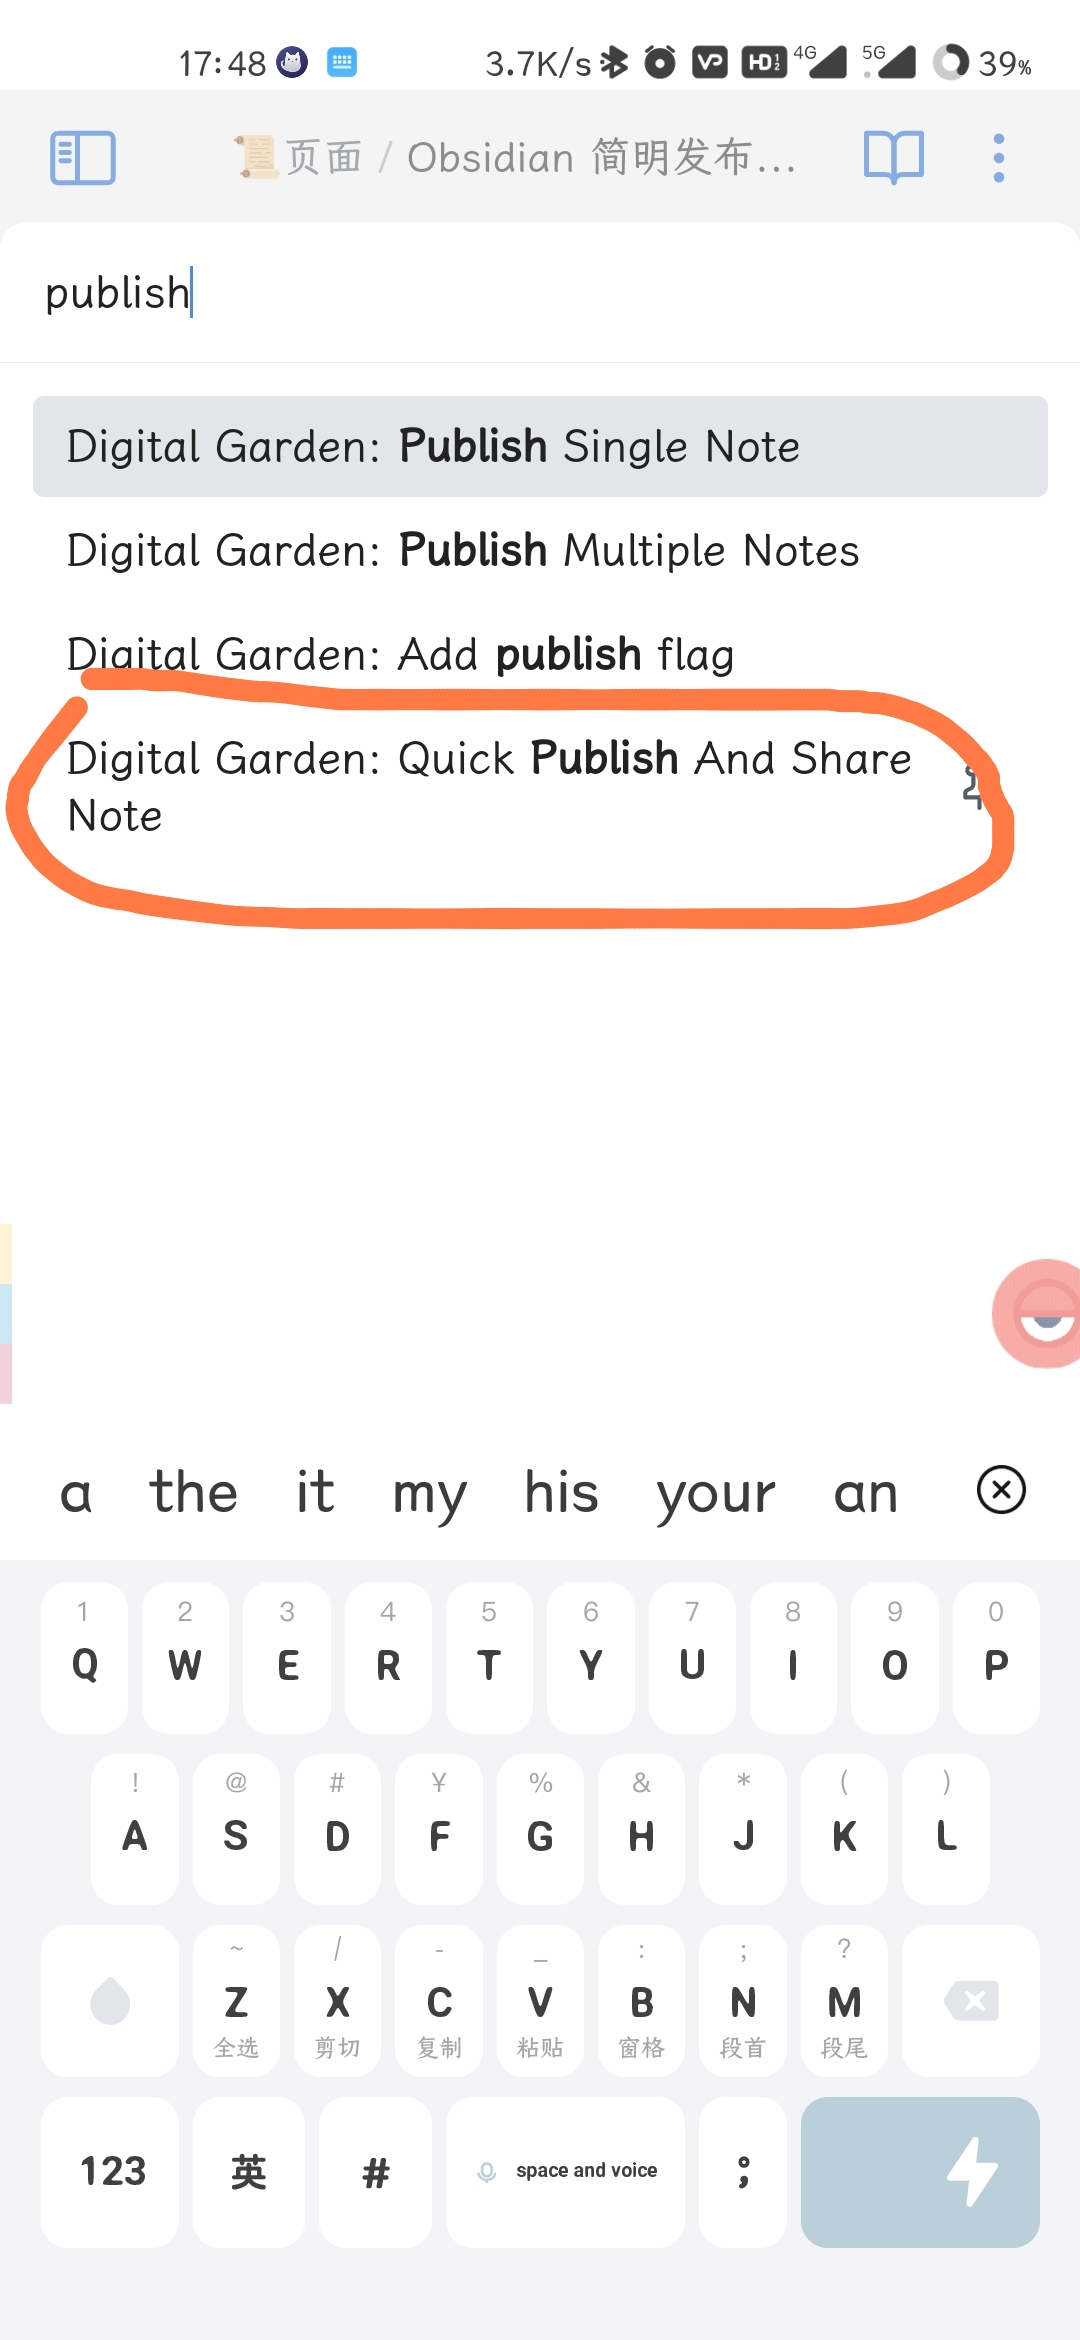 17:48 3.7K/s HD 1 2 4G 5G 39%
页面 / Obsidian 简明发布...
publish
Digital Garden: Publish Single Note
Digital Garden: Publish Multiple Notes
Digital Garden: Add publish flag
Digital Garden: Quick Publish And Share
Note
a the it my his your an
1 2 3 4 5 6 7 8 9 0
Q W E R T Y U I O P
! @ # ¥ % & * ( )
A S D F G H J K L
~ / - _ : ; ?
Z X C V B N M
全选 剪切 复制 粘贴 窗格 段首 段尾
123 英 # space and voice ;